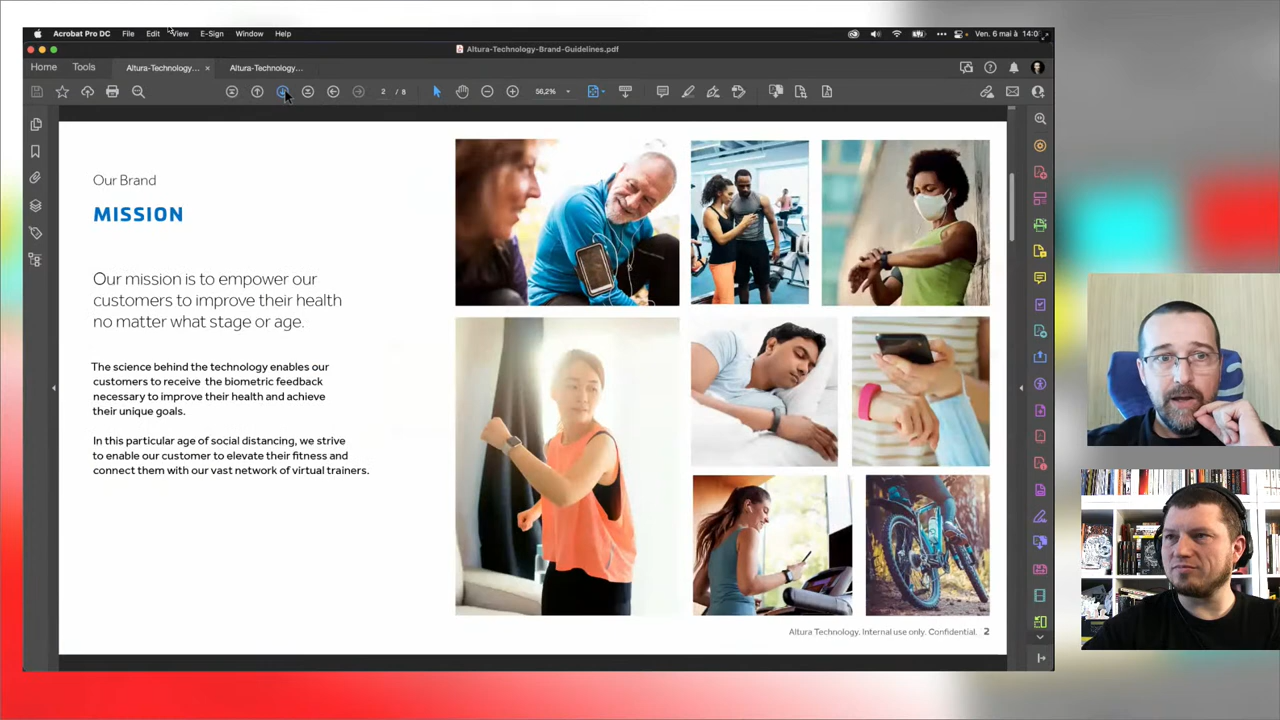 Acrobat Pro DC File Edit View E-Sign Window Help
Ven. 6 mai à 14:0
Altura-Technology-Brand-Guidelines.pdf
Home Tools Altura-Technology... × Altura-Technology...
2 / 8 56,2%
Our Brand
MISSION
Our mission is to empower our
customers to improve their health
no matter what stage or age.
The science behind the technology enables our
customers to receive the biometric feedback
necessary to improve their health and achieve
their unique goals.
In this particular age of social distancing, we strive
to enable our customer to elevate their fitness and
connect them with our vast network of virtual trainers.
Altura Technology. Internal use only. Confidential. 2